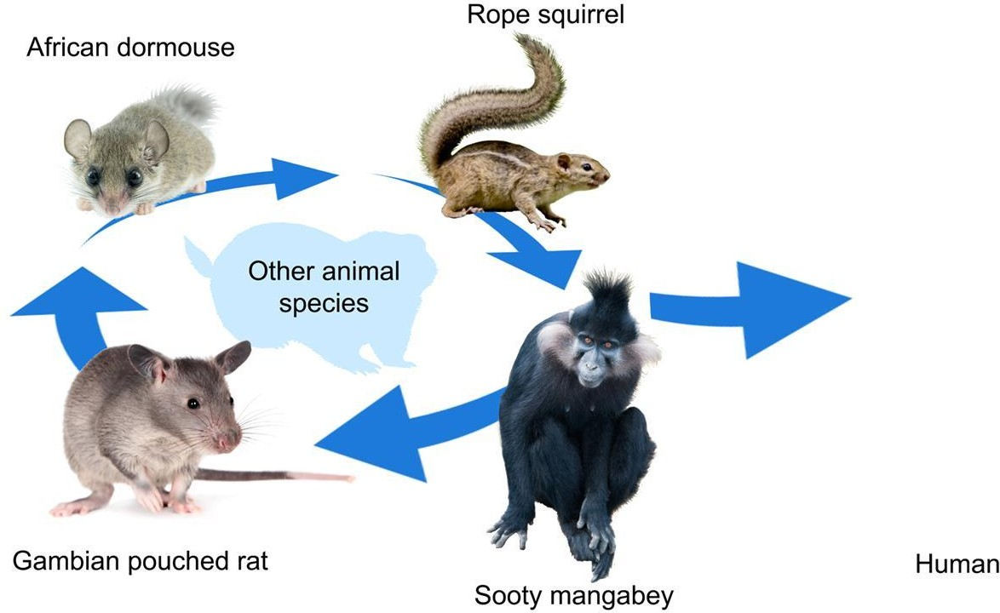 Rope squirrel
African dormouse
Other animal
species
Gambian pouched rat
Human
Sooty mangabey